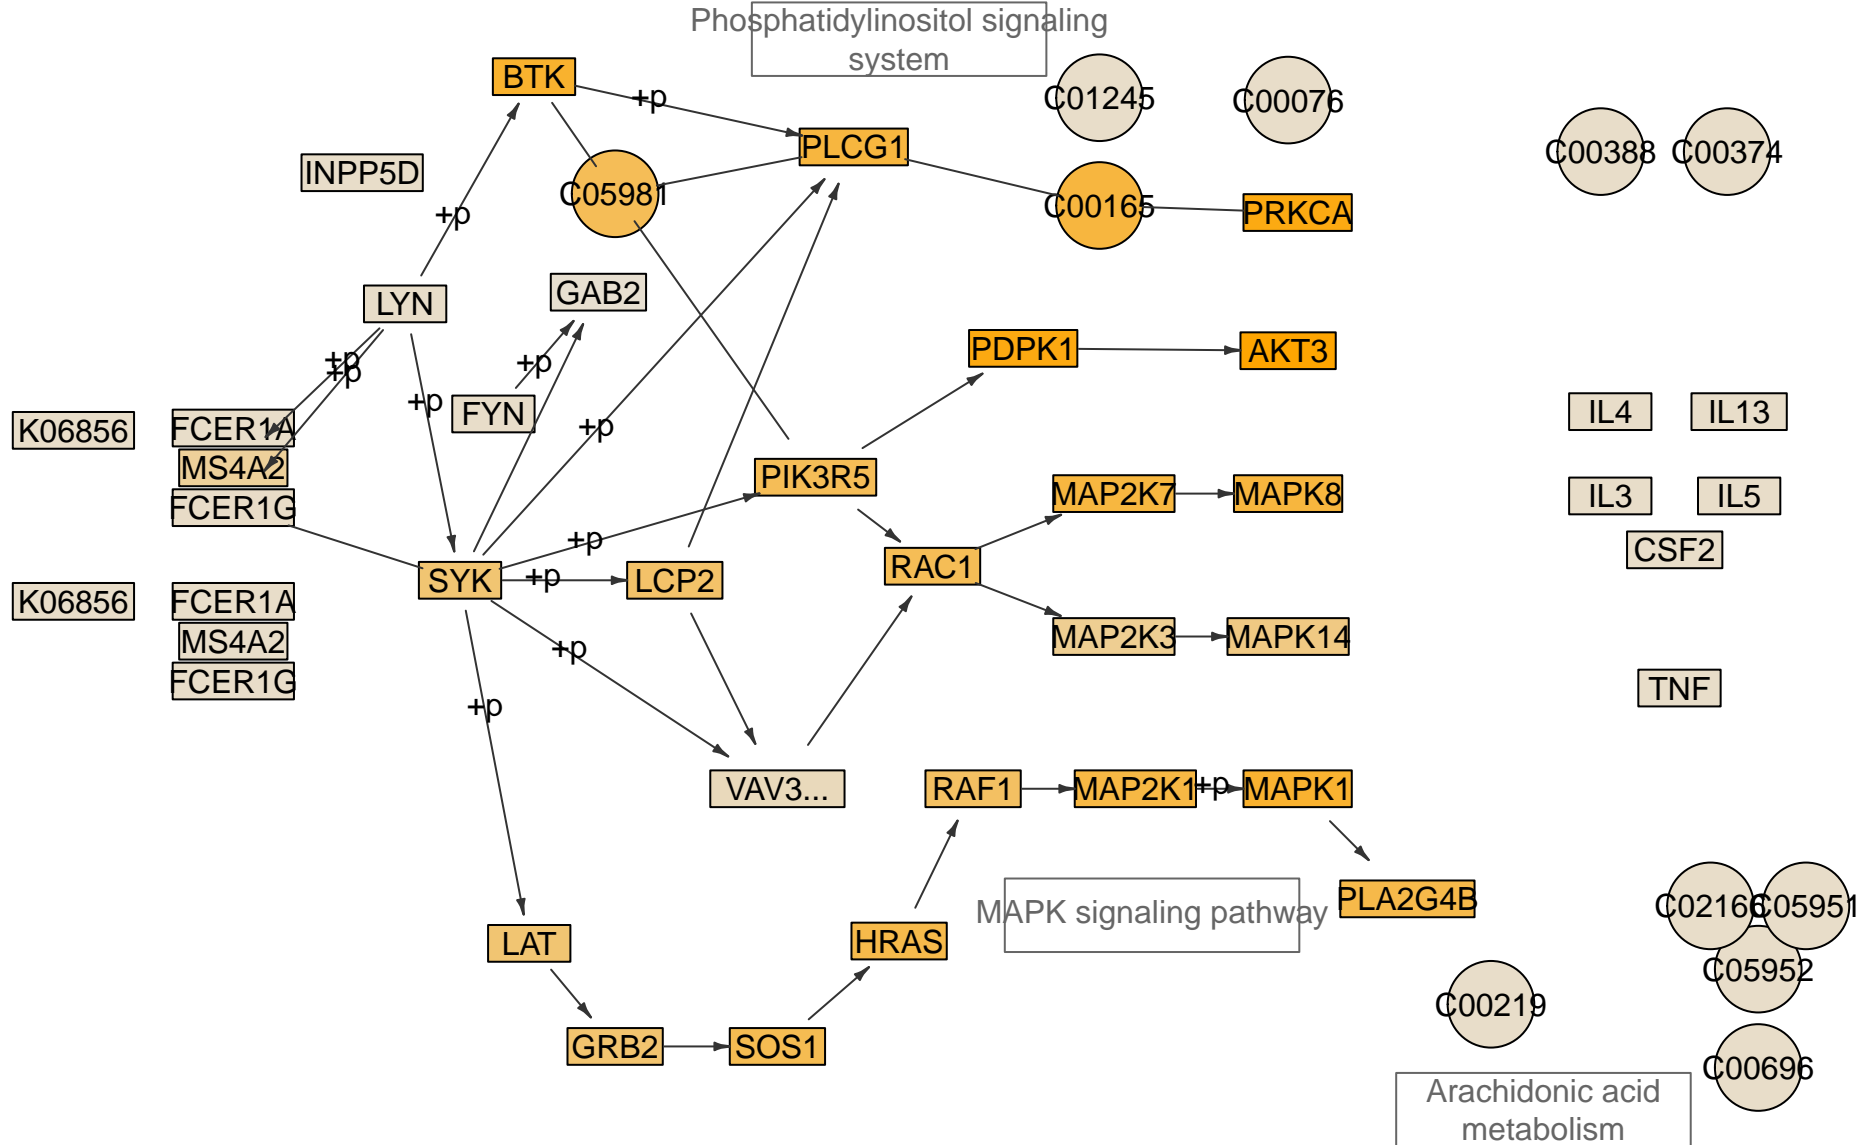 Phosphatidylinositol signaling
system
BTK
+p
C01245
C00076
PLCG1
C00388
C00374
INPP5D
C05981
C00165
PRKCA
+p
LYN
GAB2
+p
+p
+p
PDPK1
AKT3
+p
FYN
+p
IL4
IL13
K06856
FCER1A
MS4A2
FCER1G
PIK3R5
MAP2K7
MAPK8
IL3
IL5
CSF2
+p
RAC1
SYK
+p
LCP2
K06856
FCER1A
MS4A2
FCER1G
+p
MAP2K3
MAPK14
TNF
+p
VAV3...
RAF1
MAP2K1
+p
MAPK1
MAPK signaling pathway
PLA2G4B
C02166
C05951
LAT
HRAS
C05952
C00219
GRB2
SOS1
C00696
Arachidonic acid
metabolism